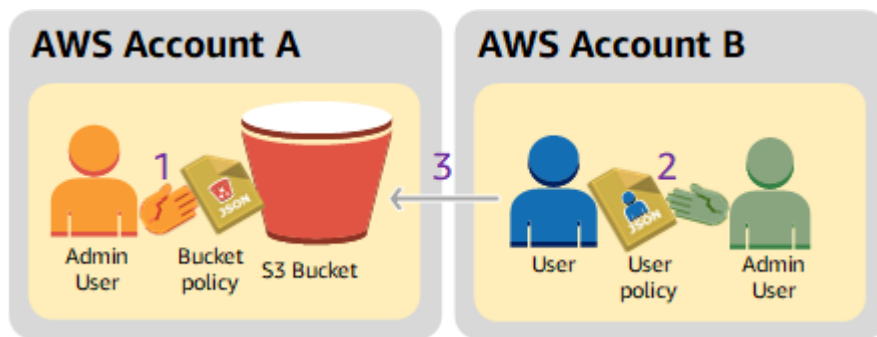 AWS Account A
AWS Account B
1
JSON
3
2
JSON
Admin
User
Bucket
policy
S3 Bucket
User
User
policy
Admin
User